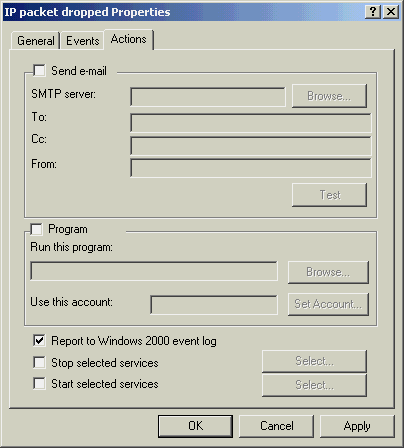 IP packet dropped Properties
General Events Actions
Send e-mail
SMTP server: Browse...
To:
Cc:
From:
Test
Program
Run this program:
Browse...
Use this account: Set Account...
Report to Windows 2000 event log
Stop selected services Select...
Start selected services Select...
OK Cancel Apply